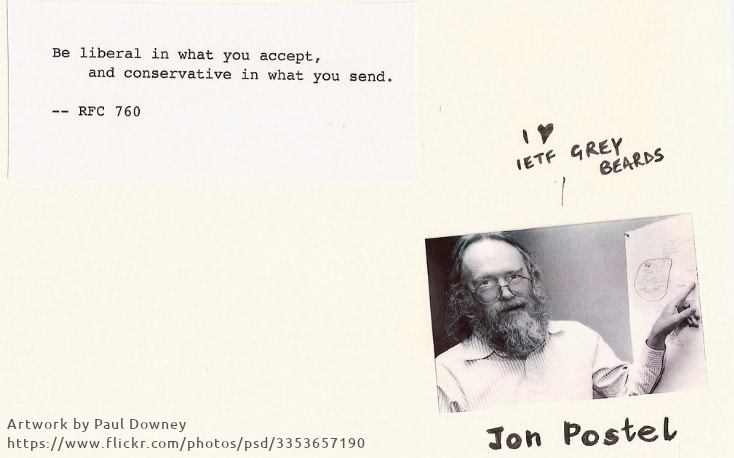 Be liberal in what you accept,
and conservative in what you send.
-- RFC 760
I ♥
IETF GREY
BEARDS
Jon Postel
Artwork by Paul Downey
https://www.flickr.com/photos/psd/3353657190